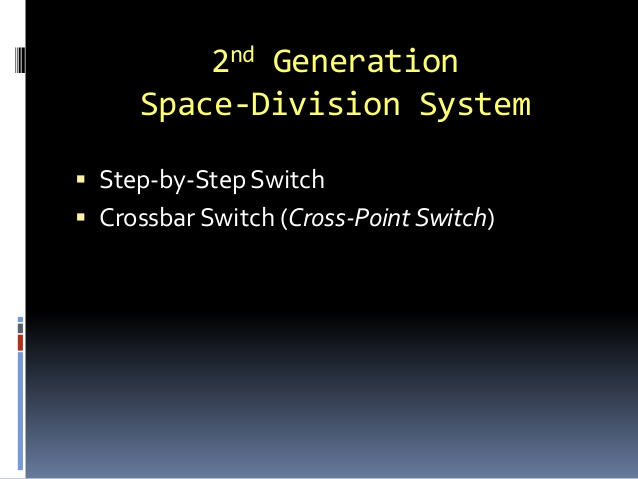 2nd Generation
Space-Division System
▪ Step-by-Step Switch
▪ Crossbar Switch (Cross-Point Switch)